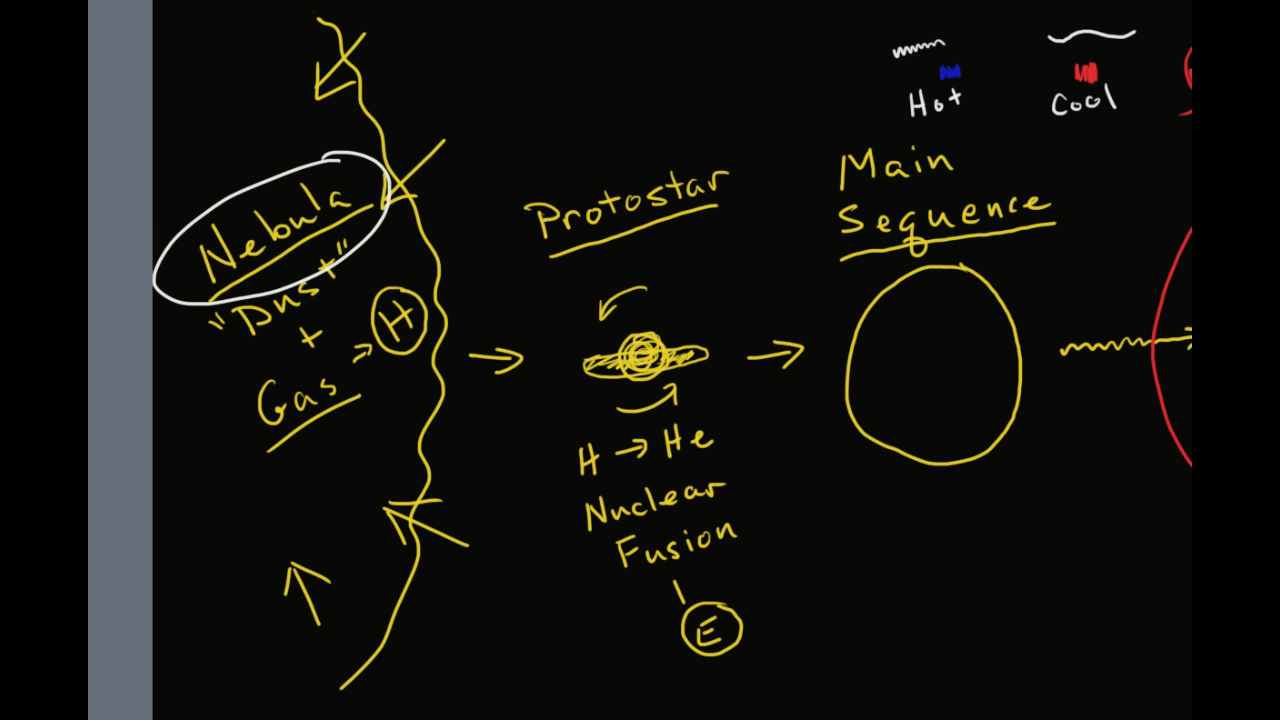 Nebula
"Dust"
+
Gas → H
Protostar
H → He
Nuclear
Fusion
E
Main
Sequence
Hot
Cool